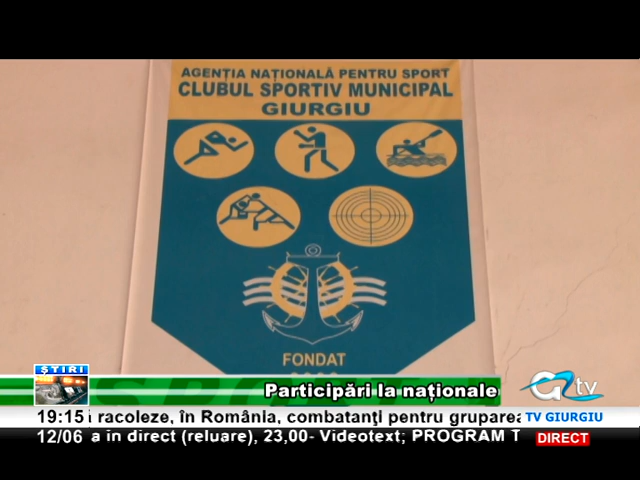 AGENȚIA NAȚIONALĂ PENTRU SPORT
CLUBUL SPORTIV MUNICIPAL
GIURGIU
FONDAT
ȘTIRI
Participări la naționale
tv
19:15 racoleze, în România, combatanți pentru gruparea
TV GIURGIU
12/06 a in direct (reluare), 23,00- Videotext; PROGRAM T
DIRECT